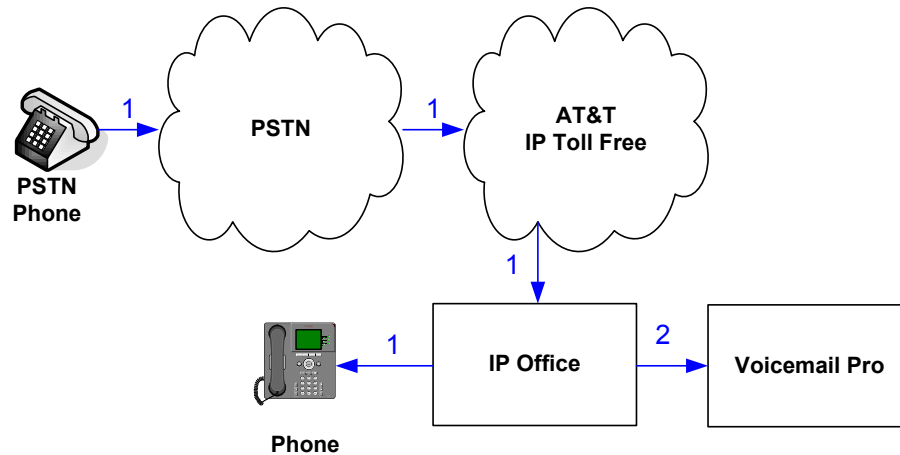 1
PSTN
1
AT&T
IP Toll Free
PSTN
Phone
1
1
IP Office
2
Voicemail Pro
Phone